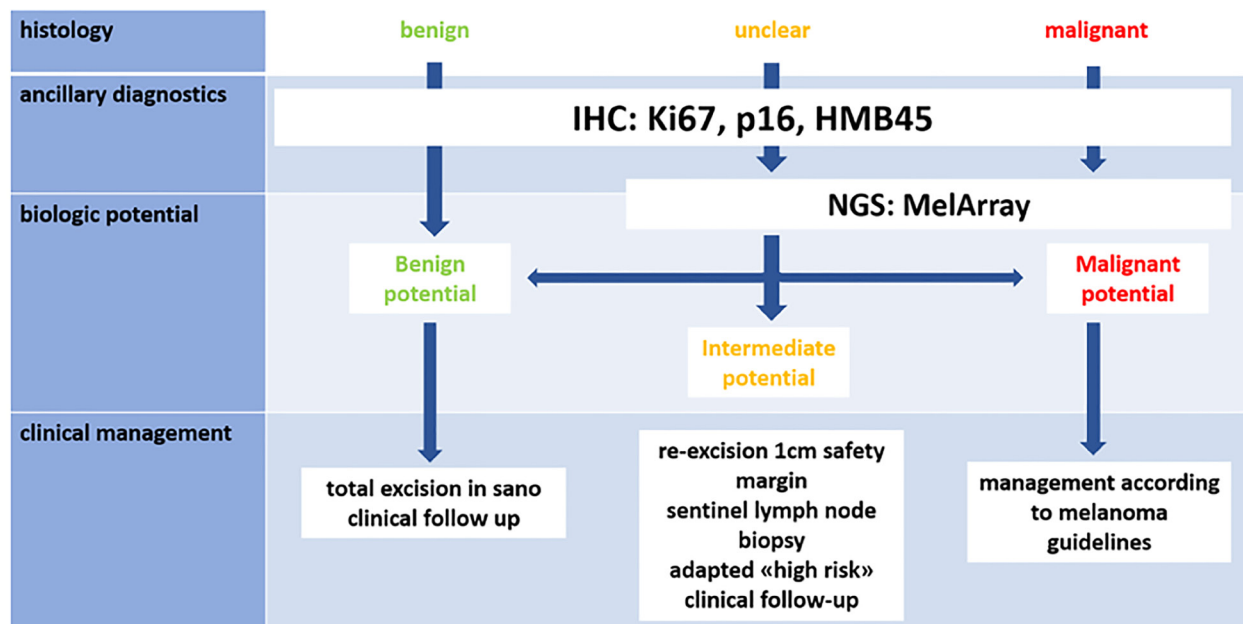 histology
benign
unclear
malignant
ancillary diagnostics
IHC: Ki67, p16, HMB45
biologic potential
NGS: MelArray
Benign
potential
Malignant
potential
Intermediate
potential
clinical management
total excision in sano
clinical follow up
re-excision 1cm safety
margin
sentinel lymph node
biopsy
adapted «high risk»
clinical follow-up
management according
to melanoma
guidelines